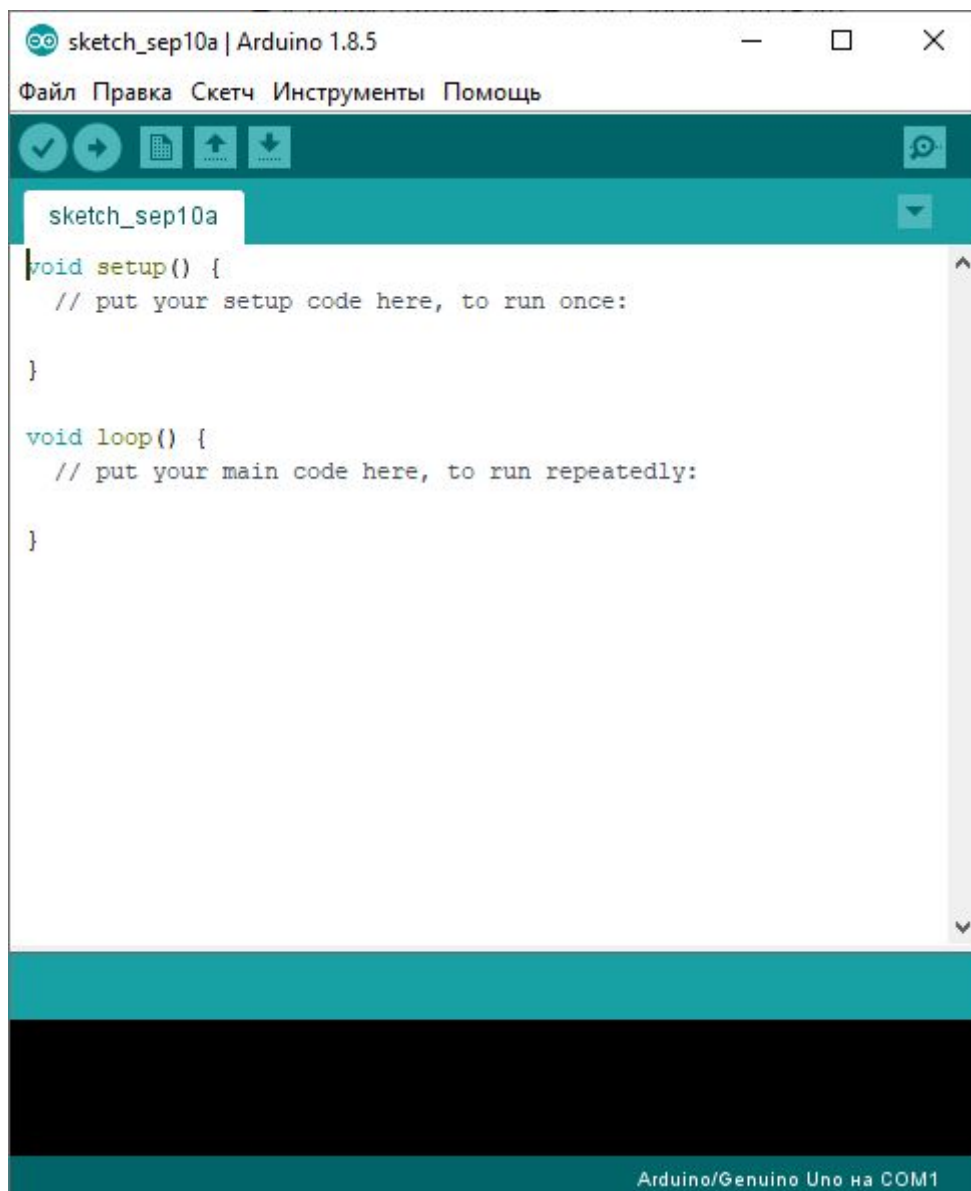 sketch_sep10a | Arduino 1.8.5
Файл Правка Скетч Инструменты Помощь
sketch_sep10a
void setup() {
  // put your setup code here, to run once:
}
void loop() {
  // put your main code here, to run repeatedly:
}
Arduino/Genuino Uno на COM1